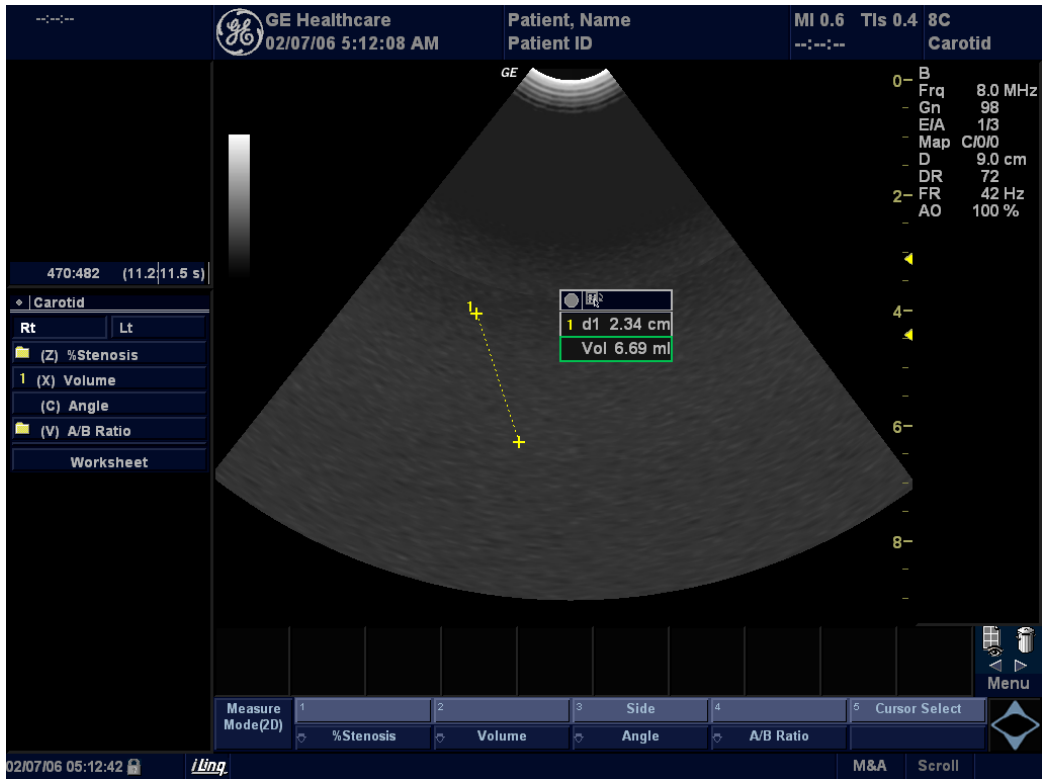 --:--:--
GE Healthcare
02/07/06 5:12:08 AM
Patient, Name
Patient ID
MI 0.6 TIs 0.4 8C
--:--:-- Carotid
GE
B
Frq 8.0 MHz
Gn 98
E/A 1/3
Map C/0/0
D 9.0 cm
DR 72
FR 42 Hz
AO 100 %
0
2
4
6
8
470:482 (11.2:11.5 s)
Carotid
Rt Lt
(Z) %Stenosis
1 (X) Volume
(C) Angle
(V) A/B Ratio
Worksheet
1
1 d1 2.34 cm
Vol 6.69 ml
Menu
Measure
Mode(2D)
1 2 3 Side 4 5 Cursor Select
%Stenosis Volume Angle A/B Ratio
02/07/06 05:12:42 iLinq M&A Scroll